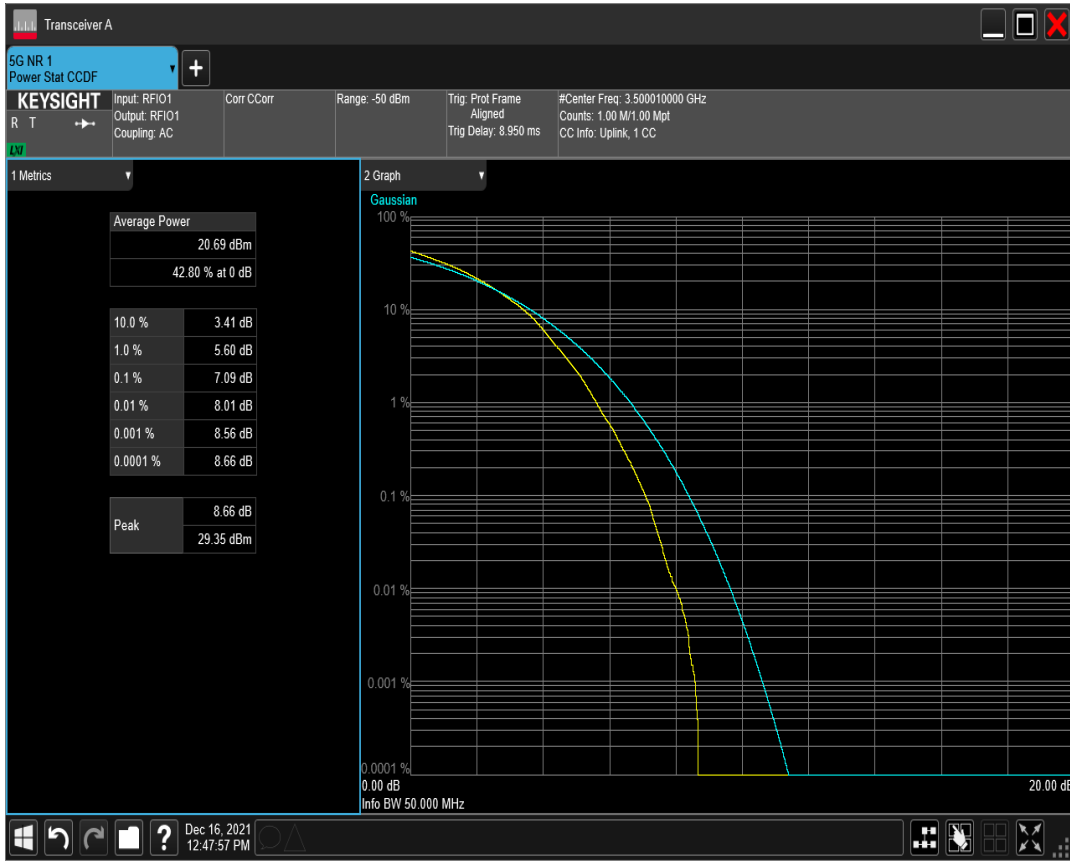 Transceiver A
5G NR 1
Power Stat CCDF
+
KEYSIGHT
R T
LXI
Input: RFIO1
Output: RFIO1
Coupling: AC
Corr CCorr
Range: -50 dBm
Trig: Prot Frame
Aligned
Trig Delay: 8.950 ms
#Center Freq: 3.500010000 GHz
Counts: 1.00 M/1.00 Mpt
CC Info: Uplink, 1 CC
1 Metrics
Average Power
20.69 dBm
42.80 % at 0 dB
10.0 % 3.41 dB
1.0 % 5.60 dB
0.1 % 7.09 dB
0.01 % 8.01 dB
0.001 % 8.56 dB
0.0001 % 8.66 dB
Peak
8.66 dB
29.35 dBm
2 Graph
Gaussian
100 %
10 %
1 %
0.1 %
0.01 %
0.001 %
0.0001 %
0.00 dB 20.00 dB
Info BW 50.000 MHz
?
Dec 16, 2021
12:47:57 PM